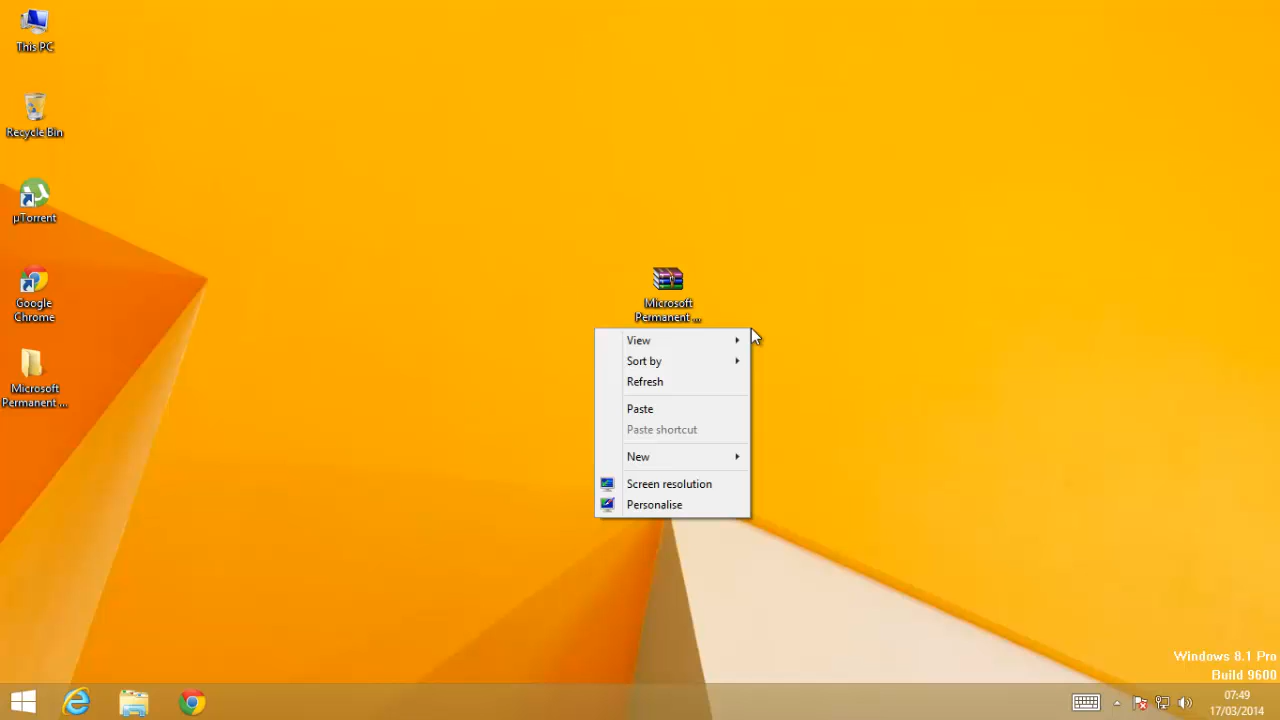 This PC
Recycle Bin
µTorrent
Google
Chrome
Microsoft
Permanent ...
Microsoft
Permanent ...
View
Sort by
Refresh
Paste
Paste shortcut
New
Screen resolution
Personalise
Windows 8.1 Pro
Build 9600
07:49
17/03/2014